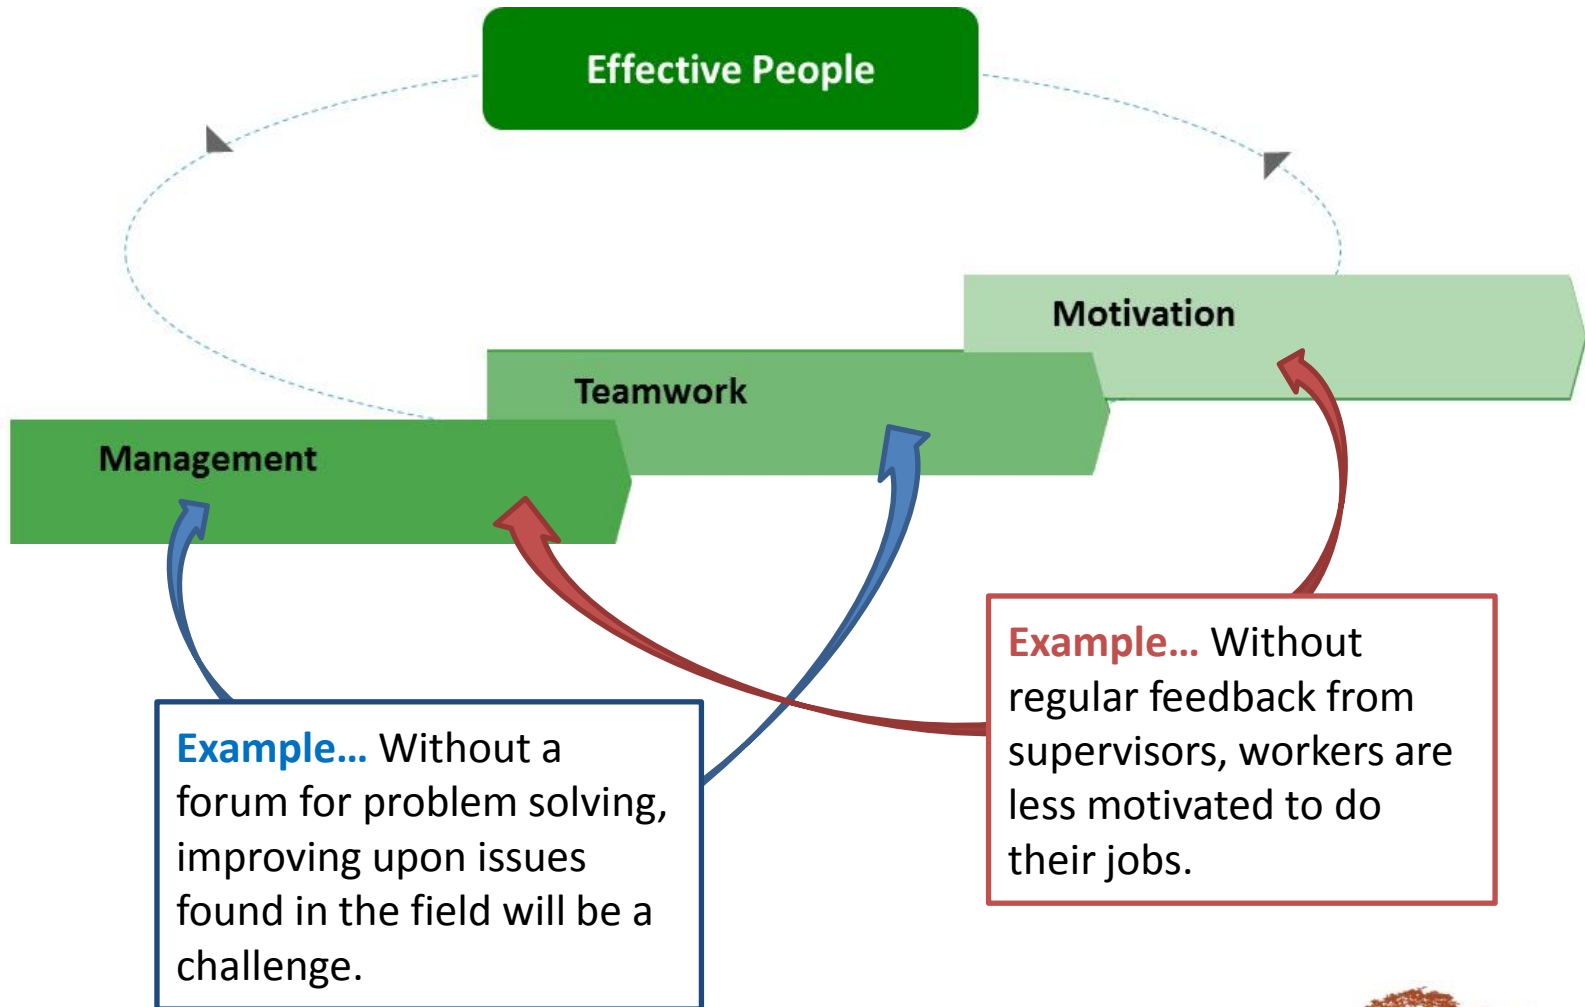 Effective People
Motivation
Teamwork
Management
Example... Without a
forum for problem solving,
improving upon issues
found in the field will be a
challenge.
Example... Without
regular feedback from
supervisors, workers are
less motivated to do
their jobs.